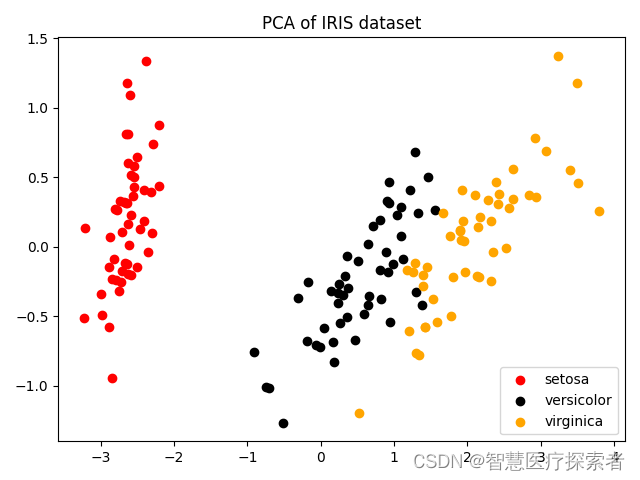 PCA of IRIS dataset
1.5
1.0
0.5
0.0
−0.5
−1.0
setosa
versicolor
virginica
−3
−2
−1
0
1
2
3
4
CSDN @智慧医疗探索者